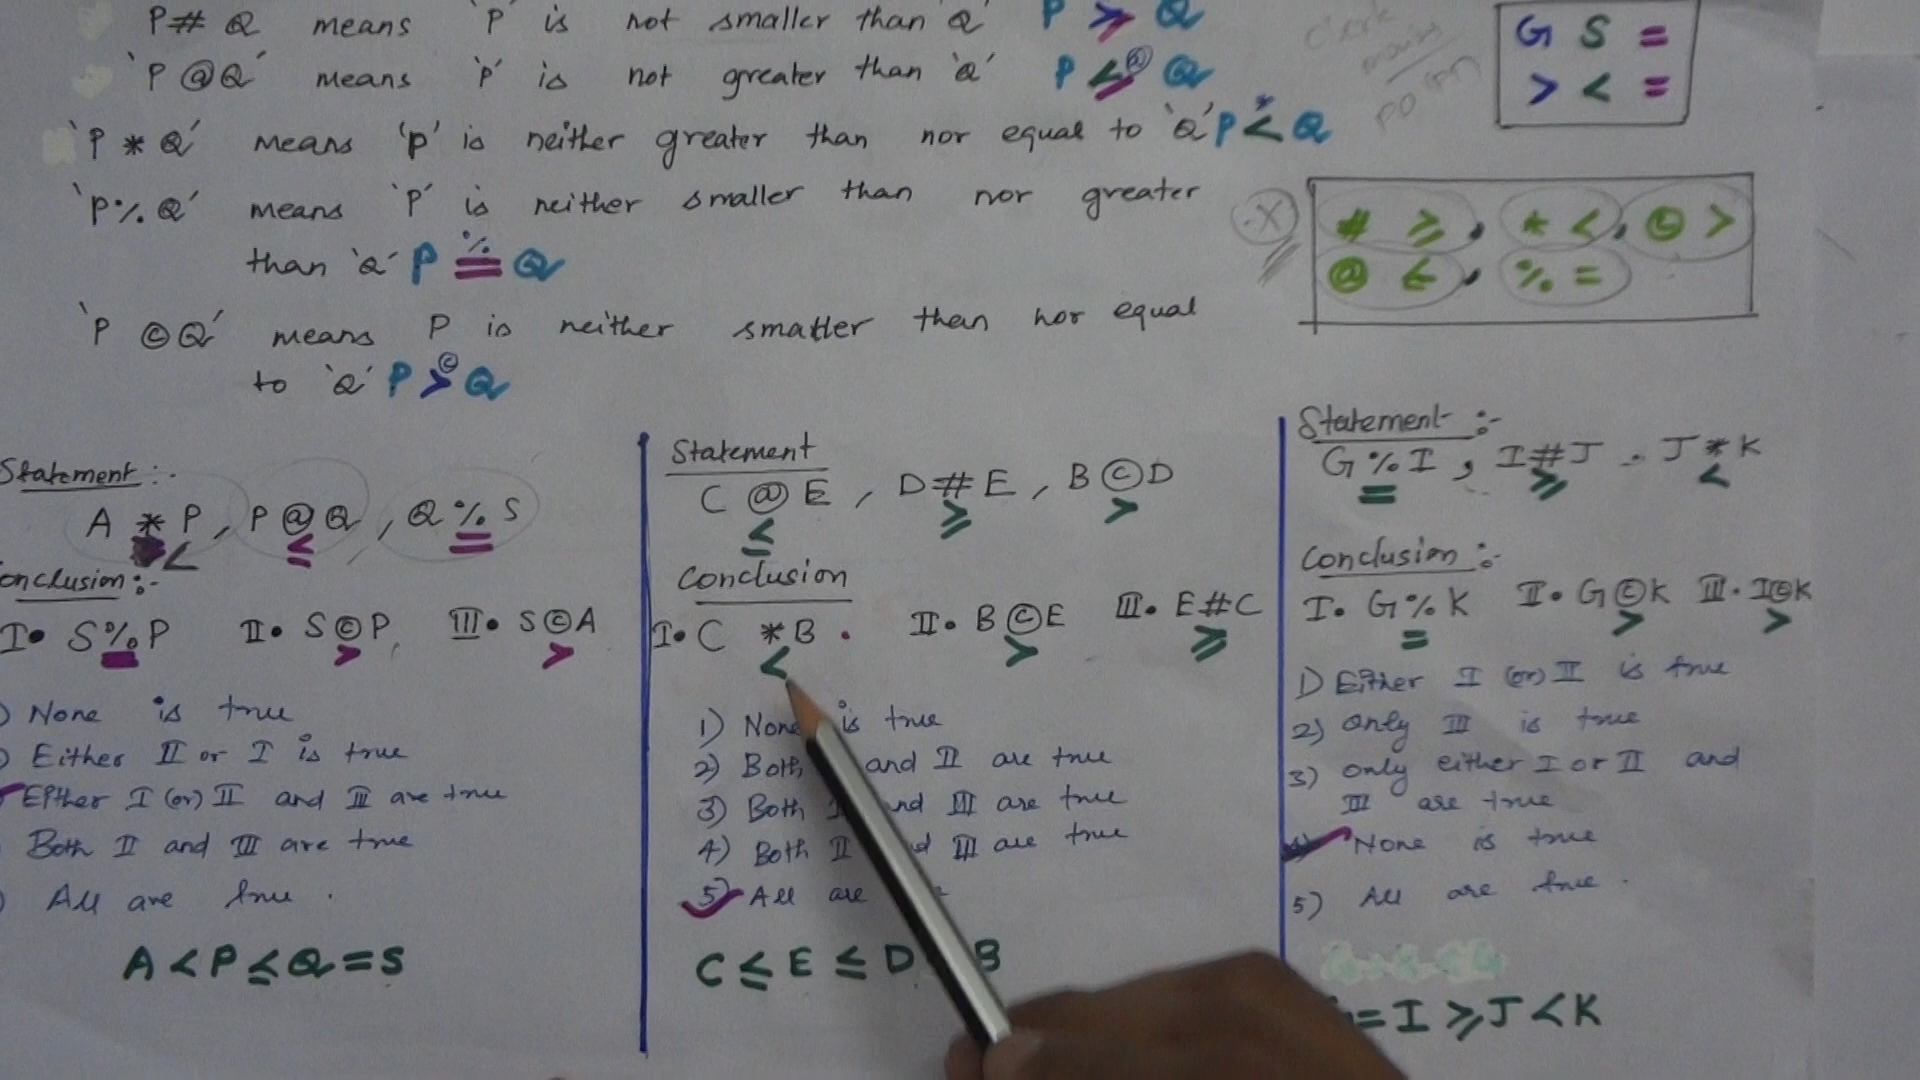 P # Q means 'P' is not smaller than Q' P ≥ Q
'P @ Q' means 'P' is not greater than 'Q' P ≤ @ Q
'P * Q' means 'P' is neither greater than nor equal to 'Q' P < * Q
'P % Q' means 'P' is neither smaller than nor greater
than 'Q' P = % Q
'P © Q' means P is neither smaller than nor equal
to 'Q' P > © Q
G S =
> < =
X
# ≥, * <, © >
@ ≤, % =
Statement :-
A * P, P @ Q, Q % S
< ≤ =
onclusion :-
I• S % P II• S © P, III• S © A
= > >
) None is true
) Either II or I is true
Either I (or) II and III are true
Both II and III are true
) All are true .
A < P ≤ Q = S
Statement
C @ E, D # E, B © D
≤ ≥ >
Conclusion
I• C * B . II• B © E III• E # C
< > ≥
1) None is true
2) Both and II are true
3) Both and III are true
4) Both II III are true
5) All are
C ≤ E ≤ D B
Statement :-
G % I, I # J . J * K
= ≥ <
Conclusion :-
I• G % K II• G © K III• I © K
= > >
1) Either I (or) II is true
2) Only III is true
3) only either I or II and
III are true
None is true
5) All are true .
= I ≥ J < K